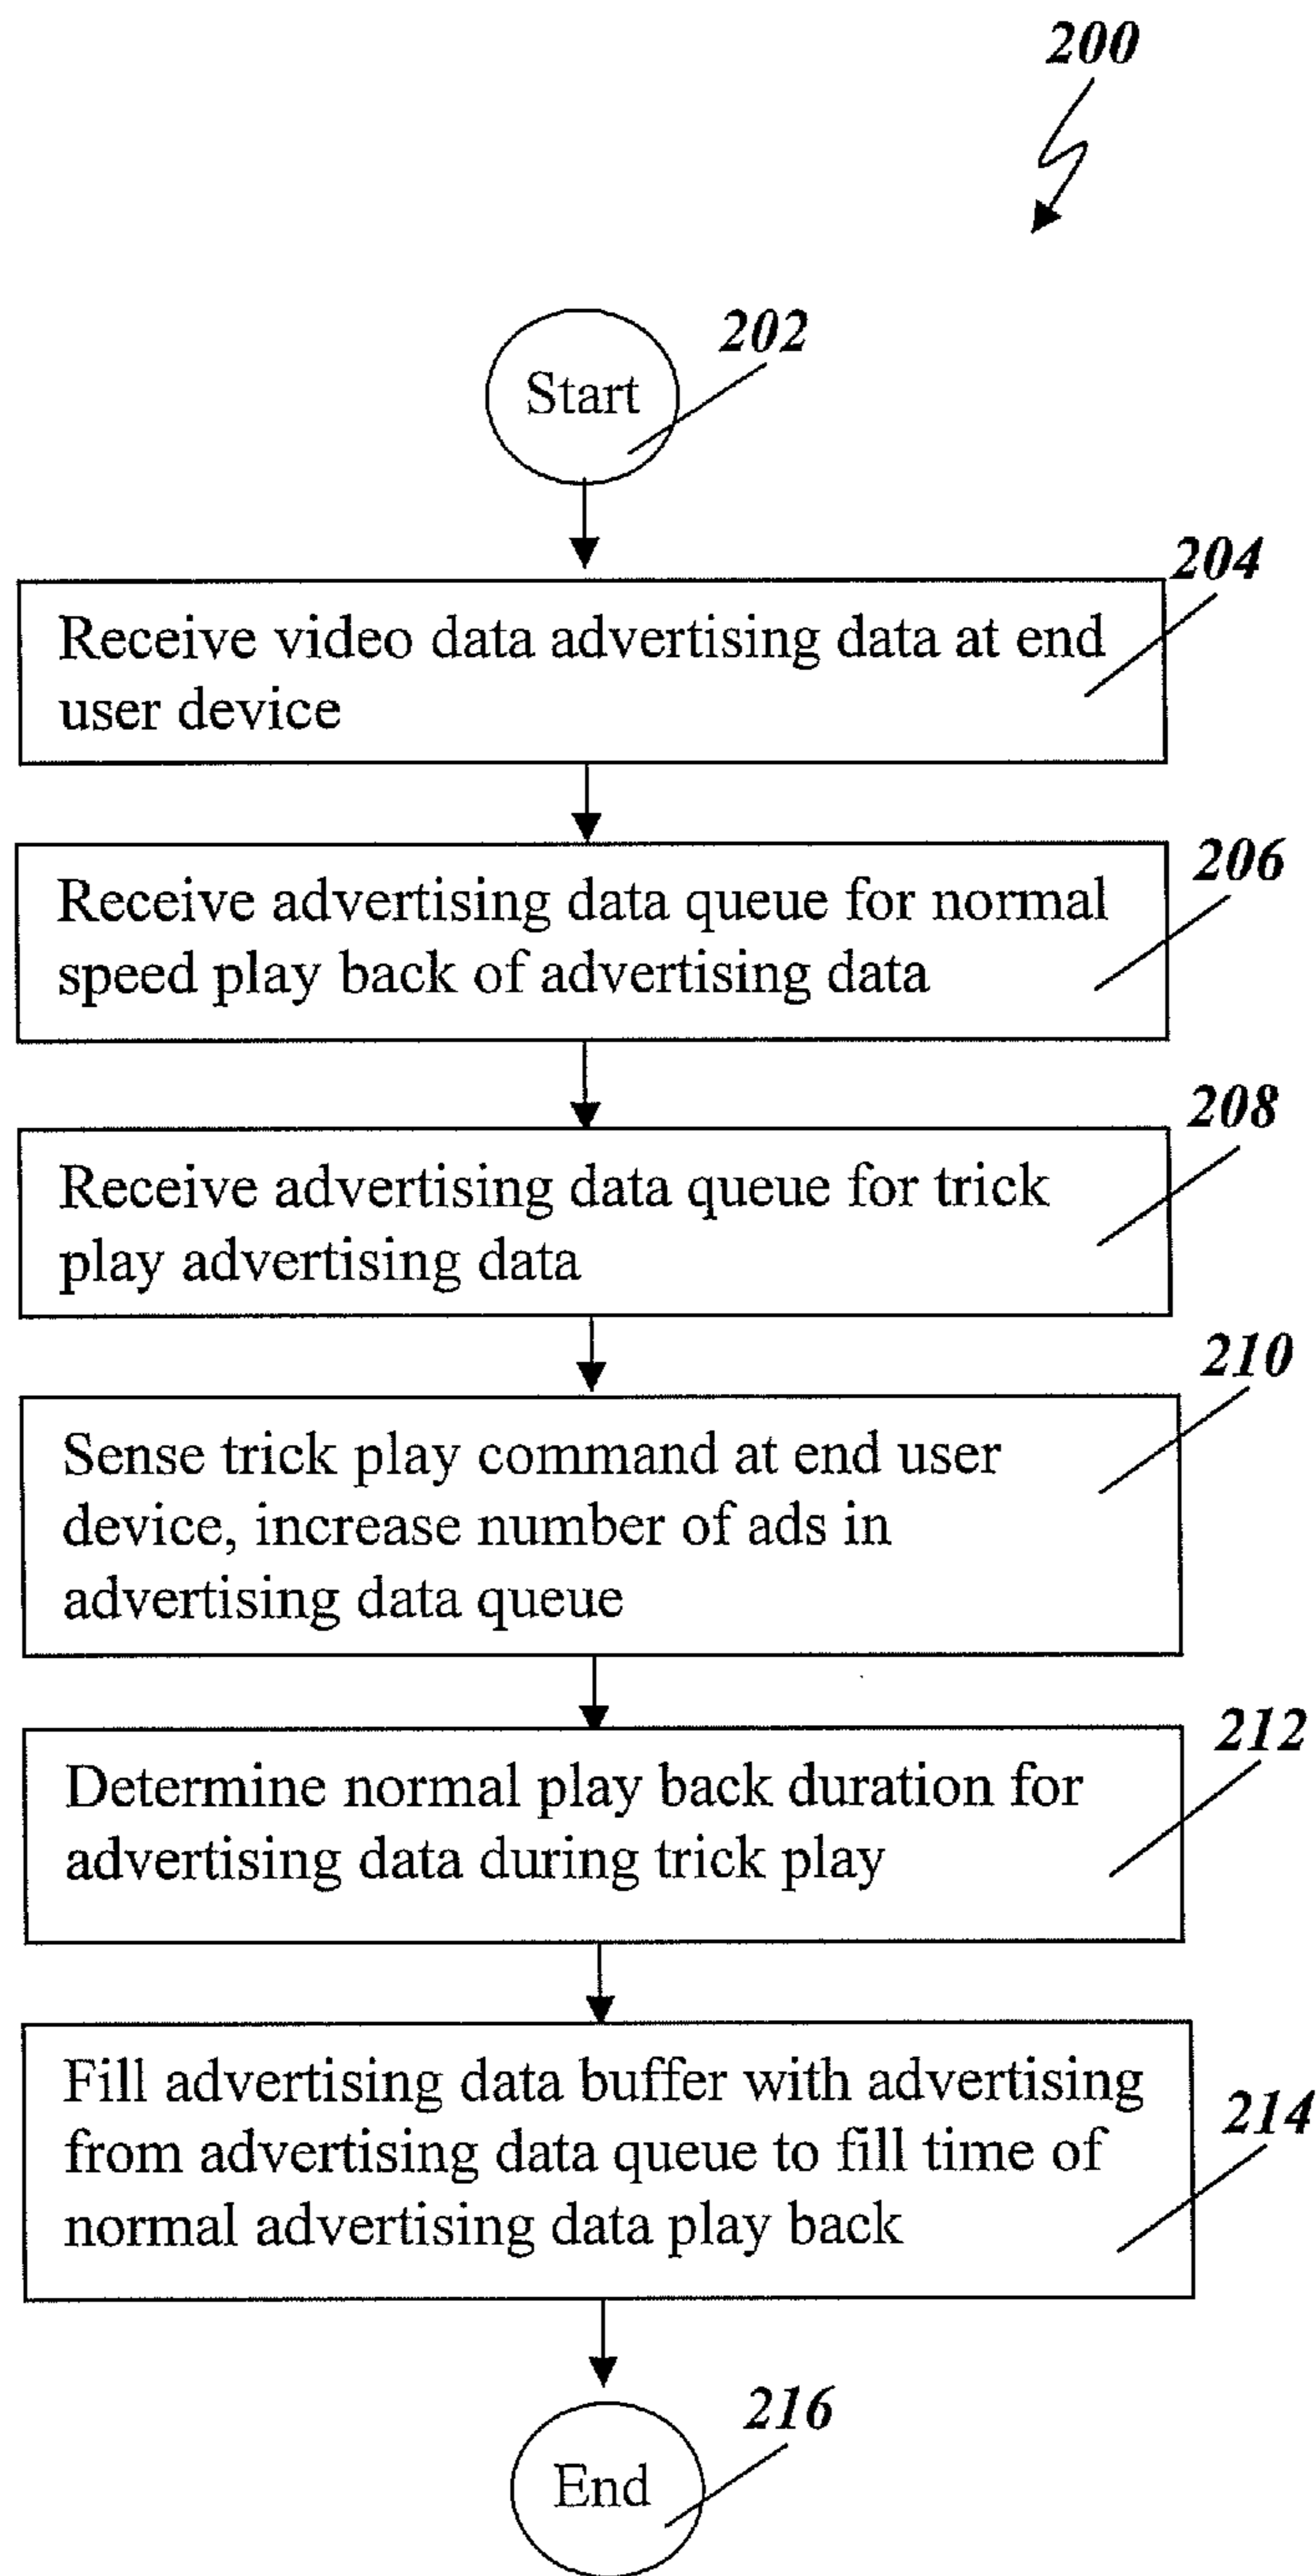 200
Start
202
204
Receive video data advertising data at end
user device
206
Receive advertising data queue for normal
speed play back of advertising data
208
Receive advertising data queue for trick
play advertising data
210
Sense trick play command at end user
device, increase number of ads in
advertising data queue
212
Determine normal play back duration for
advertising data during trick play
214
Fill advertising data buffer with advertising
from advertising data queue to fill time of
normal advertising data play back
216
End